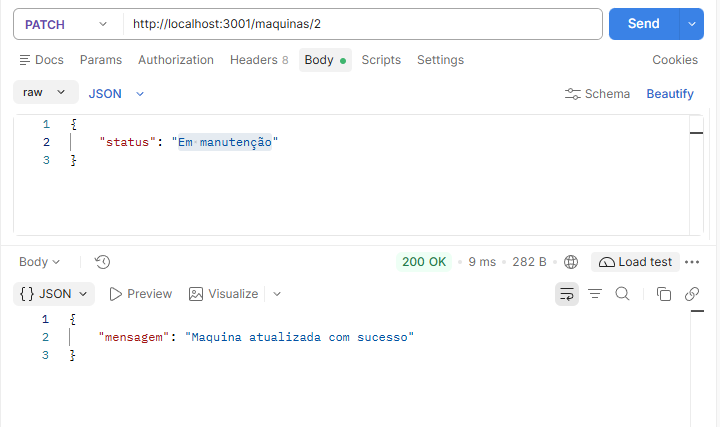 PATCH http://localhost:3001/maquinas/2 Send
Docs Params Authorization Headers 8 Body Scripts Settings Cookies
raw JSON Schema Beautify
1 {
2 "status": "Em manutenção"
3 }
Body 200 OK • 9 ms • 282 B Load test
{} JSON Preview Visualize
1 {
2 "mensagem": "Maquina atualizada com sucesso"
3 }